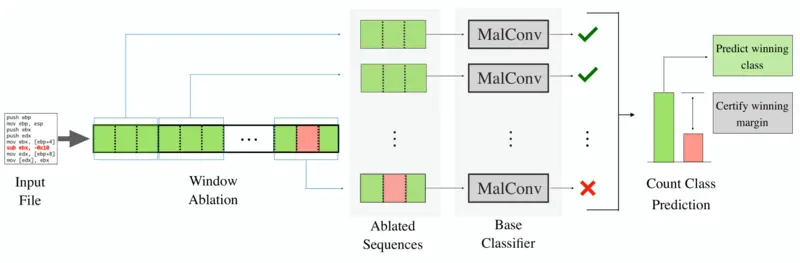 push ebp
mov ebp, esp
push ebx
push edx
mov ebx, [ebp+4]
sub ebx, -0x10
mov edx, [ebp+8]
mov [edx], ebx
Input
File
Window
Ablation
...
Ablated
Sequences
MalConv
MalConv
MalConv
Base
Classifier
Predict winning
class
Certify winning
margin
Count Class
Prediction